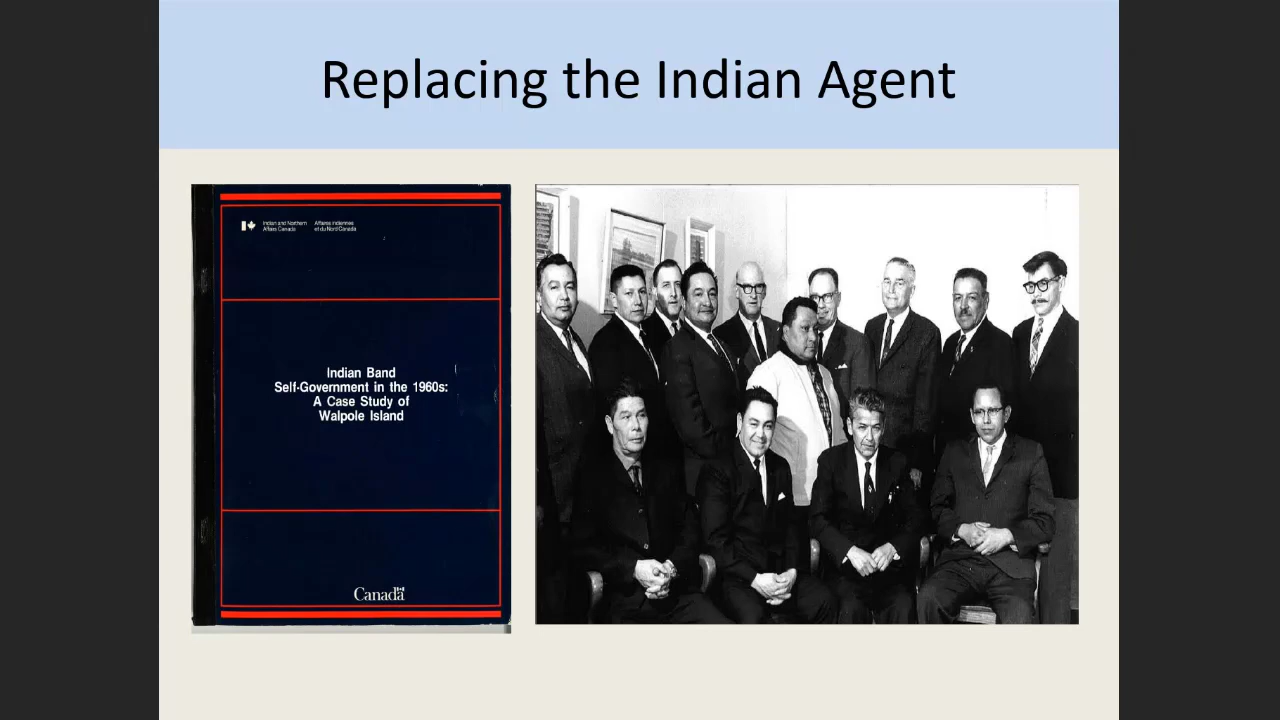 Replacing the Indian Agent
Indian and Northern Affaires indiennes
Affairs Canada et du Nord Canada
Indian Band
Self-Government in the 1960s:
A Case Study of
Walpole Island
Canada